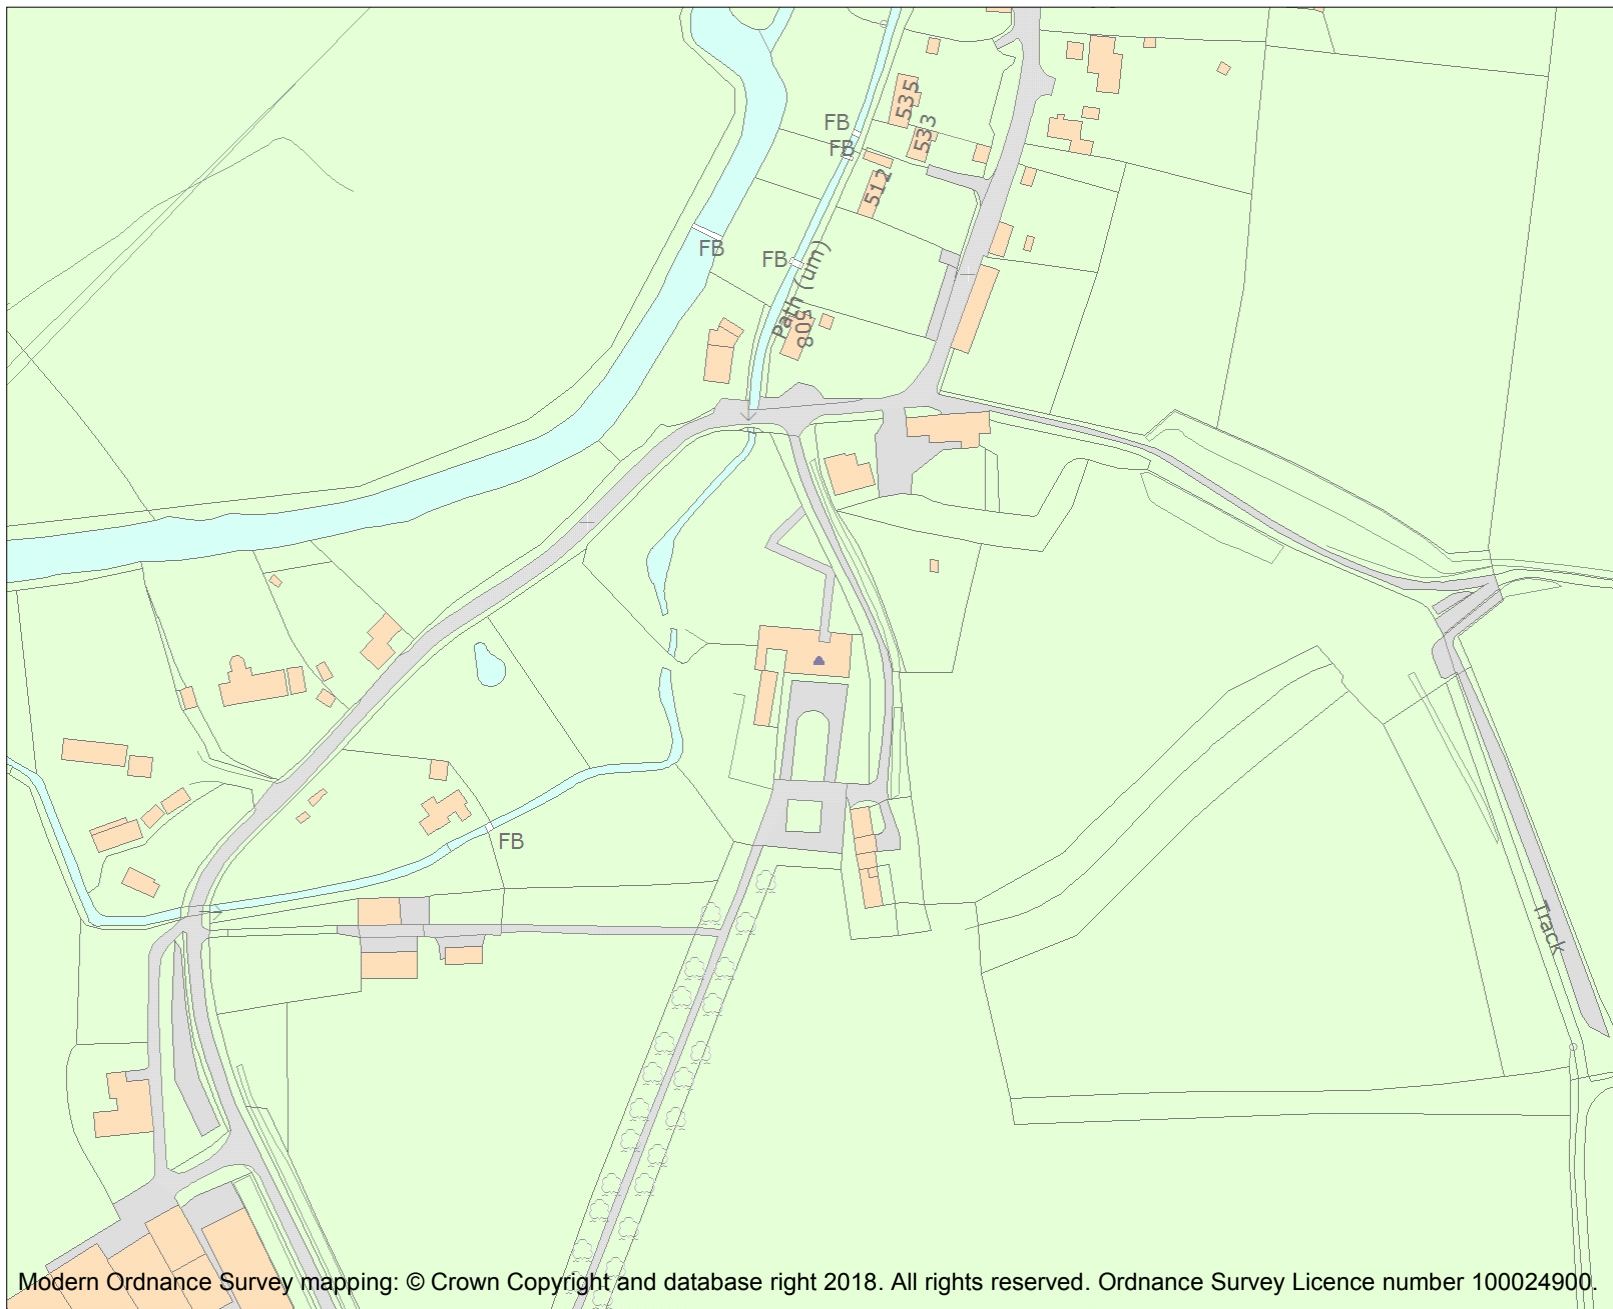 535
533
FB
FB
512
FB
FB
Path (um)
508
FB
Track
Modern Ordnance Survey mapping: © Crown Copyright and database right 2018. All rights reserved. Ordnance Survey Licence number 100024900.